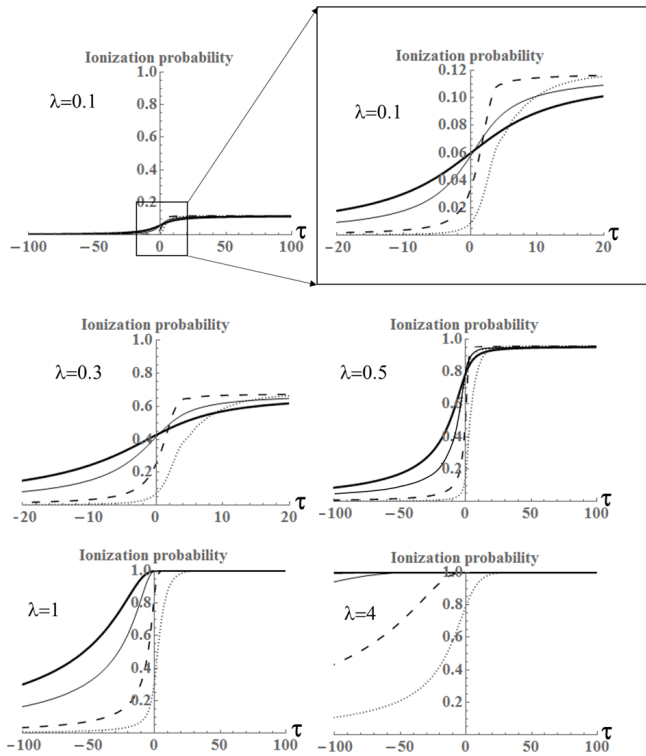 Ionization probability
1.0
0.8
0.6
0.4
0.2
λ=0.1
−100 −50 0 50 100 τ
Ionization probability
0.12
0.10
0.08
0.06
0.04
0.02
λ=0.1
−20 −10 0 10 20 τ
Ionization probability
1.0
0.8
0.6
0.4
0.2
λ=0.3
−20 −10 0 10 20 τ
Ionization probability
1.0
0.8
0.6
0.4
0.2
λ=0.5
−100 −50 0 50 100 τ
Ionization probability
1.0
0.8
0.6
0.4
0.2
λ=1
−100 −50 0 50 100 τ
Ionization probability
1.0
0.8
0.6
0.4
0.2
λ=4
−100 −50 0 50 100 τ